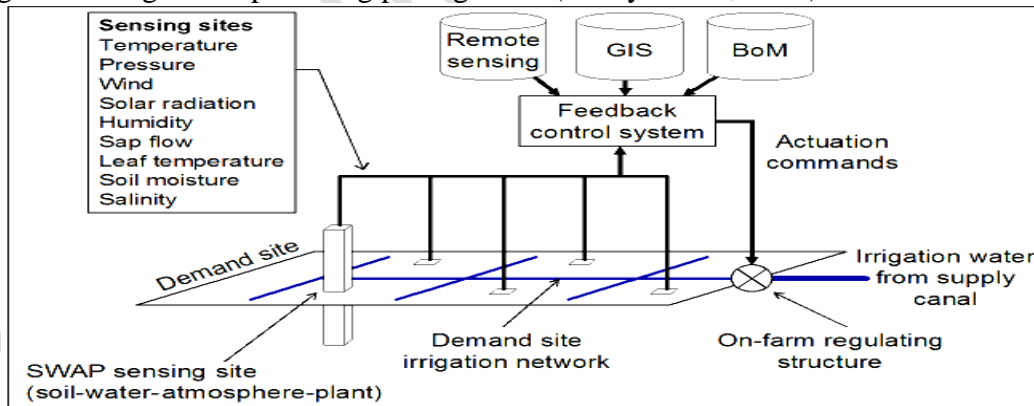 Sensing sites
Temperature
Pressure
Wind
Solar radiation
Humidity
Sap flow
Leaf temperature
Soil moisture
Salinity
Remote
sensing
GIS
BoM
Feedback
control system
Actuation
commands
Demand site
Irrigation water
from supply
canal
Demand site
irrigation network
On-farm regulating
structure
SWAP sensing site
(soil-water-atmosphere-plant)